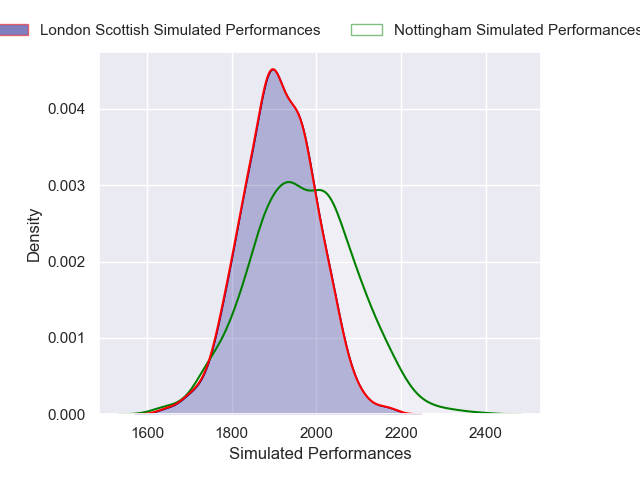 London Scottish Simulated Performances
Nottingham Simulated Performances
0.004
0.003
0.002
0.001
0.000
Density
1600 1800 2000 2200 2400
Simulated Performances